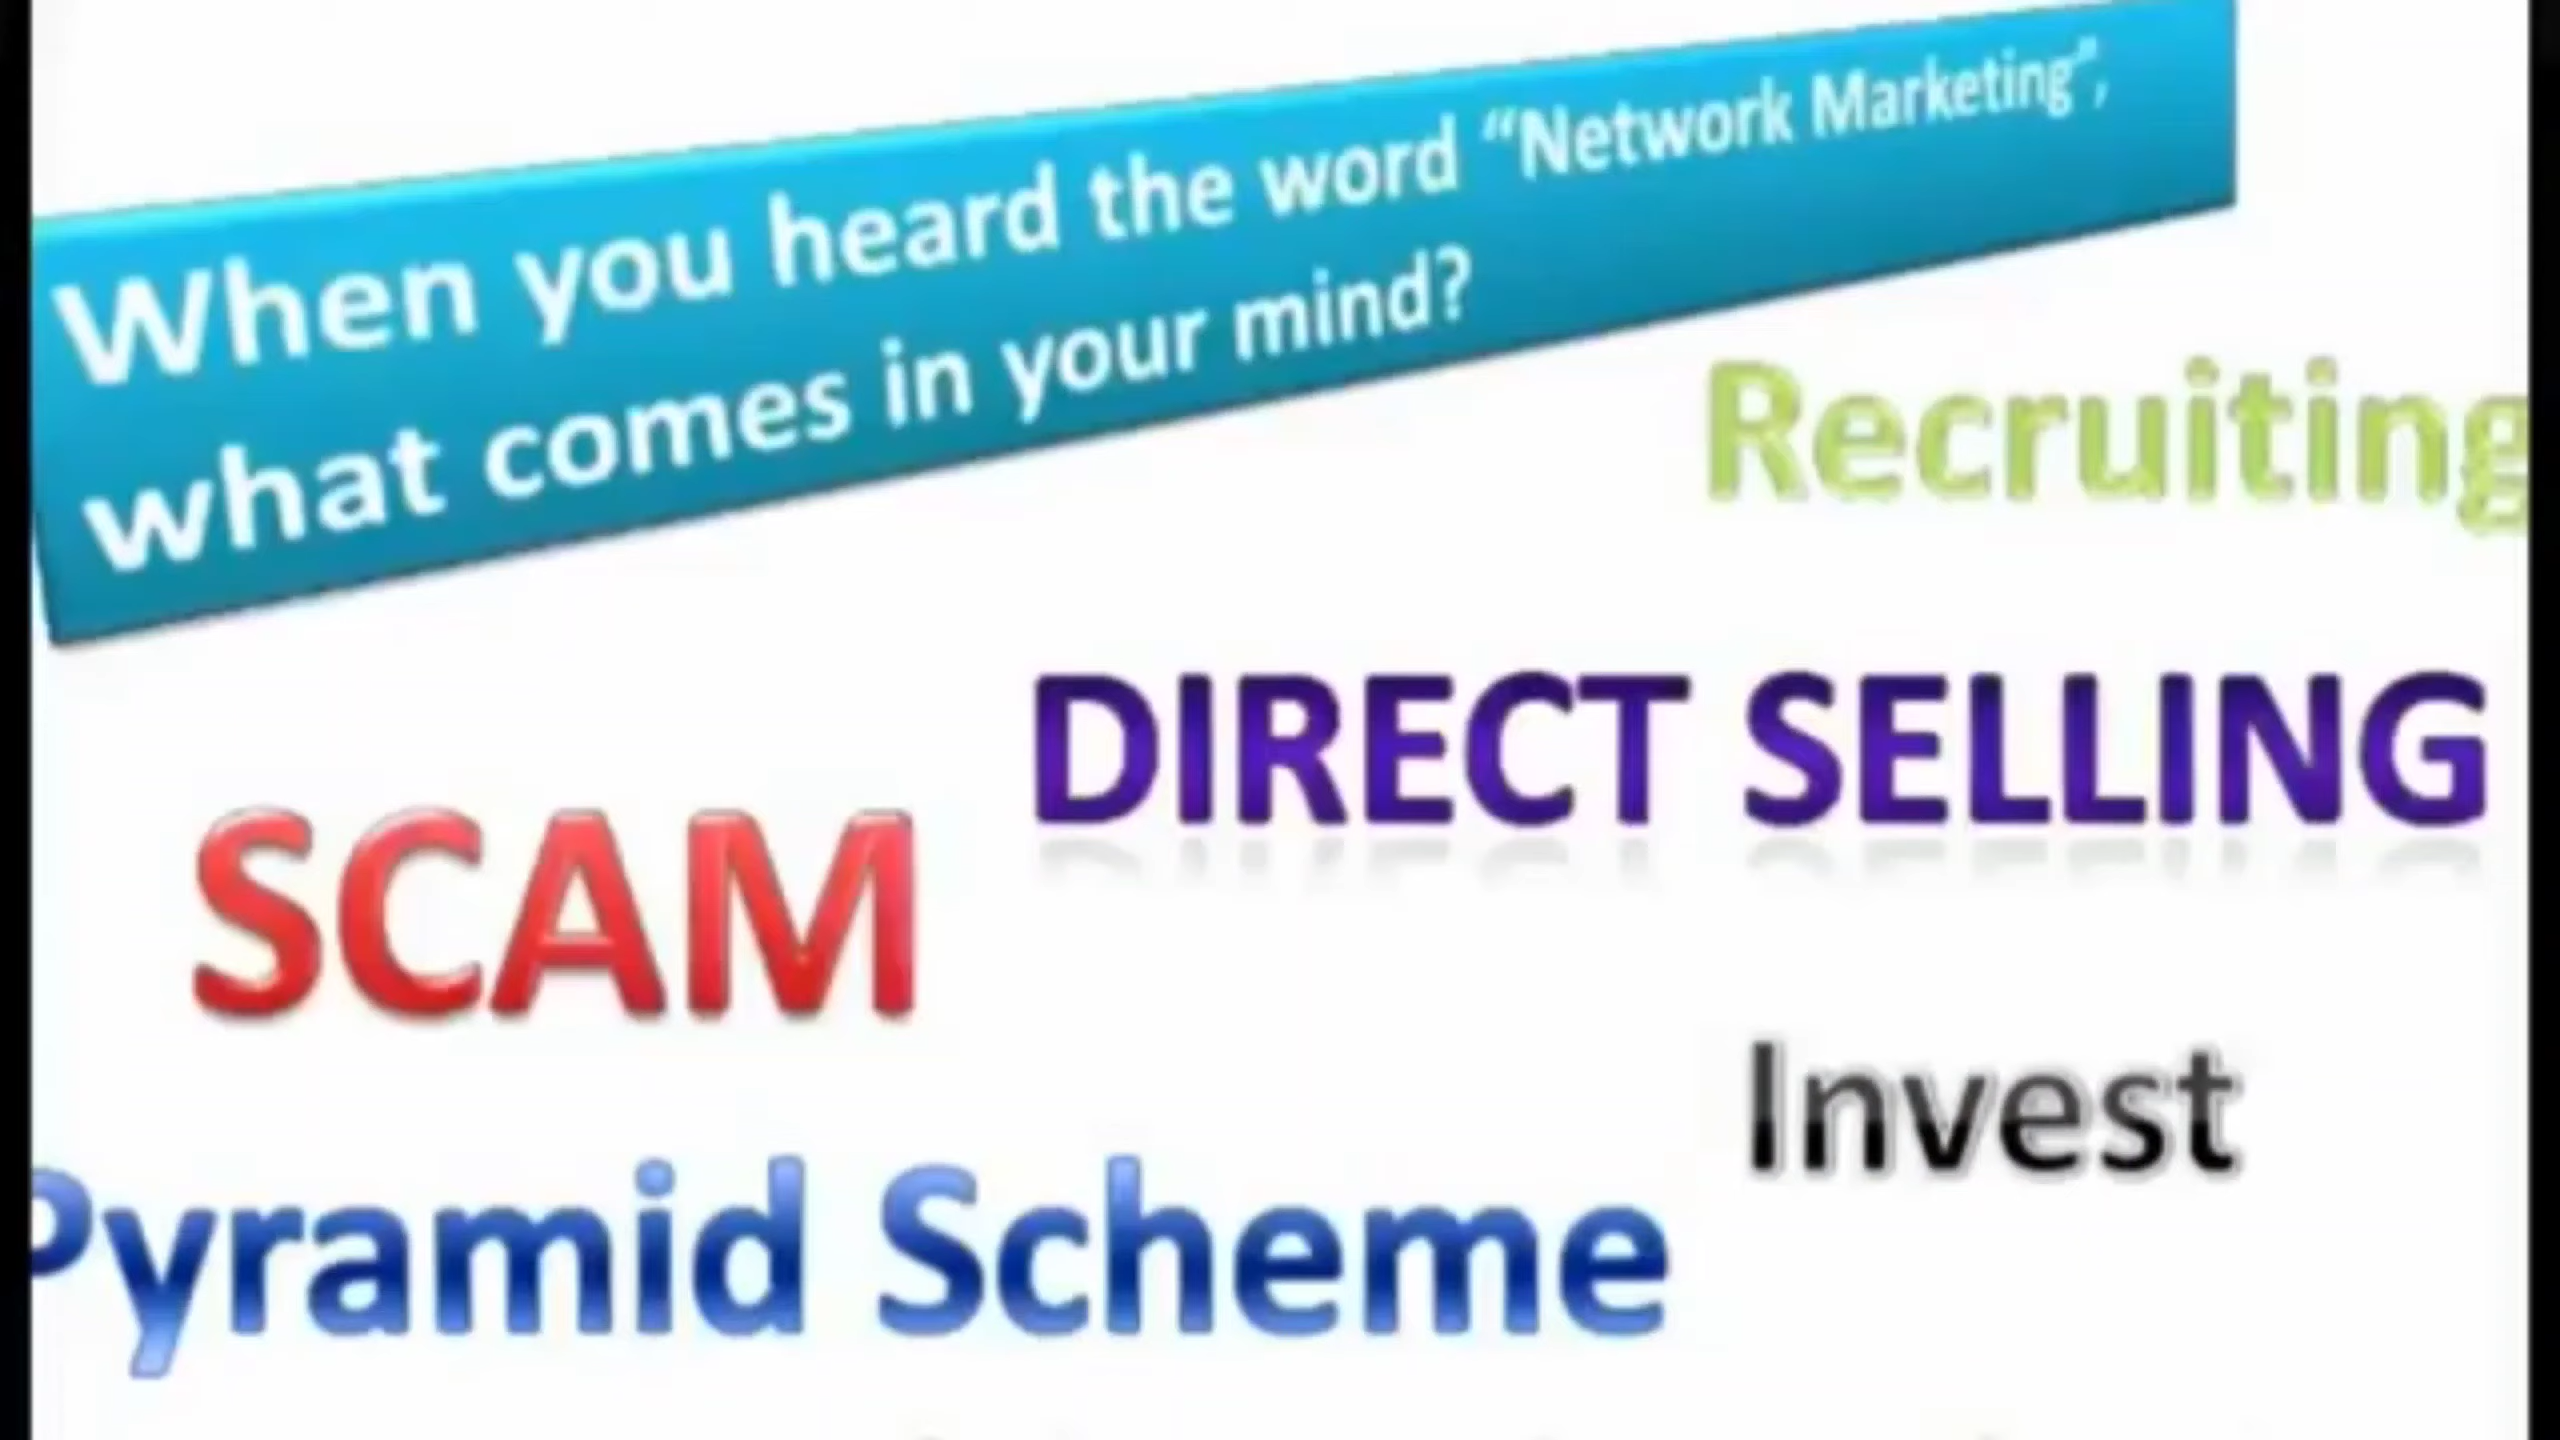 When you heard the word “Network Marketing”,
what comes in your mind?
Recruiting
DIRECT SELLING
SCAM
Invest
Pyramid Scheme